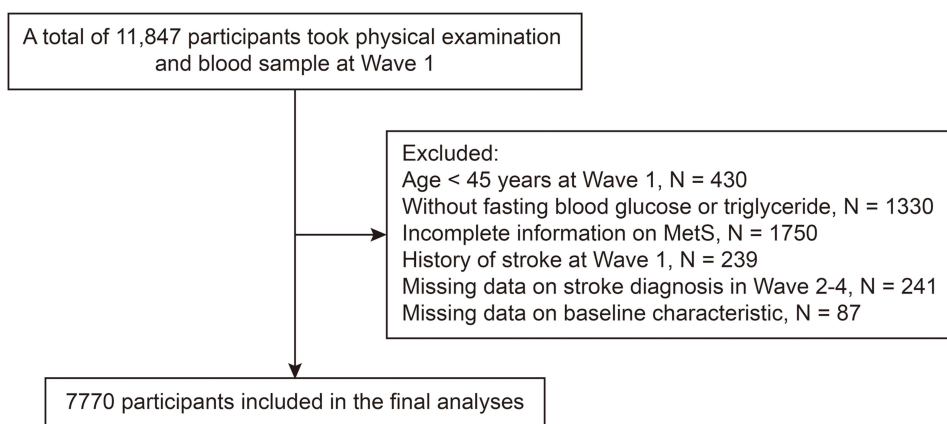 A total of 11,847 participants took physical examination
and blood sample at Wave 1
Excluded:
Age < 45 years at Wave 1, N = 430
Without fasting blood glucose or triglyceride, N = 1330
Incomplete information on MetS, N = 1750
History of stroke at Wave 1, N = 239
Missing data on stroke diagnosis in Wave 2-4, N = 241
Missing data on baseline characteristic, N = 87
7770 participants included in the final analyses